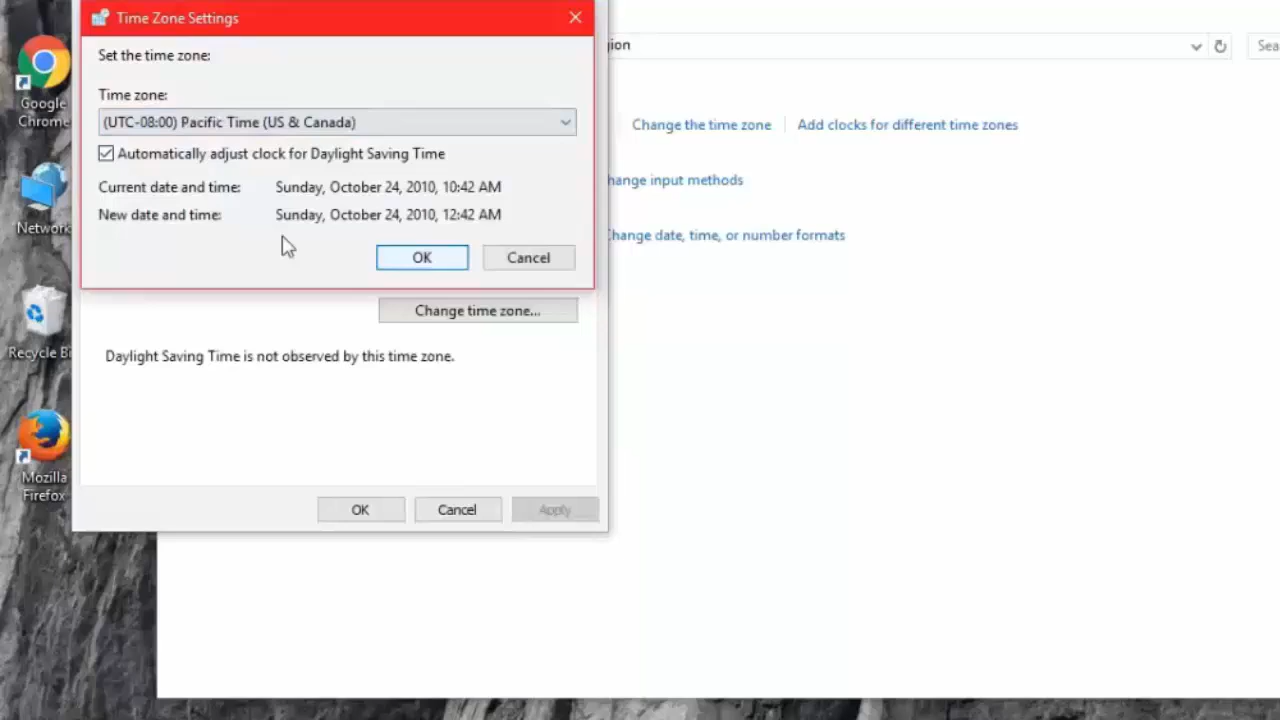 Time Zone Settings
Set the time zone:
Time zone:
(UTC-08:00) Pacific Time (US & Canada)
Automatically adjust clock for Daylight Saving Time
Current date and time: Sunday, October 24, 2010, 10:42 AM
New date and time: Sunday, October 24, 2010, 12:42 AM
OK Cancel
Change time zone...
Daylight Saving Time is not observed by this time zone.
OK Cancel Apply
gion
Sea
Change the time zone Add clocks for different time zones
hange input methods
Change date, time, or number formats
Google
Chrome
Network
Recycle Bi
Mozilla
Firefox